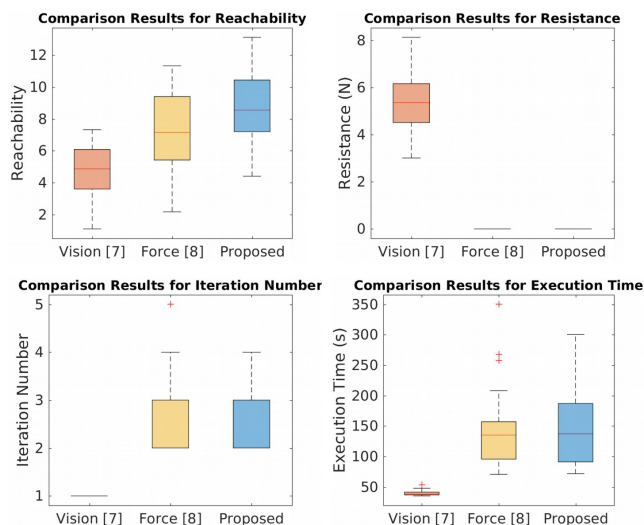 Comparison Results for Reachability
Reachability
12
10
8
6
4
2
Vision [7] Force [8] Proposed
Comparison Results for Resistance
Resistance (N)
8
6
4
2
0
Vision [7] Force [8] Proposed
Comparison Results for Iteration Number
Iteration Number
5
4
3
2
1
Vision [7] Force [8] Proposed
Comparison Results for Execution Time
Execution Time (s)
350
300
250
200
150
100
50
Vision [7] Force [8] Proposed